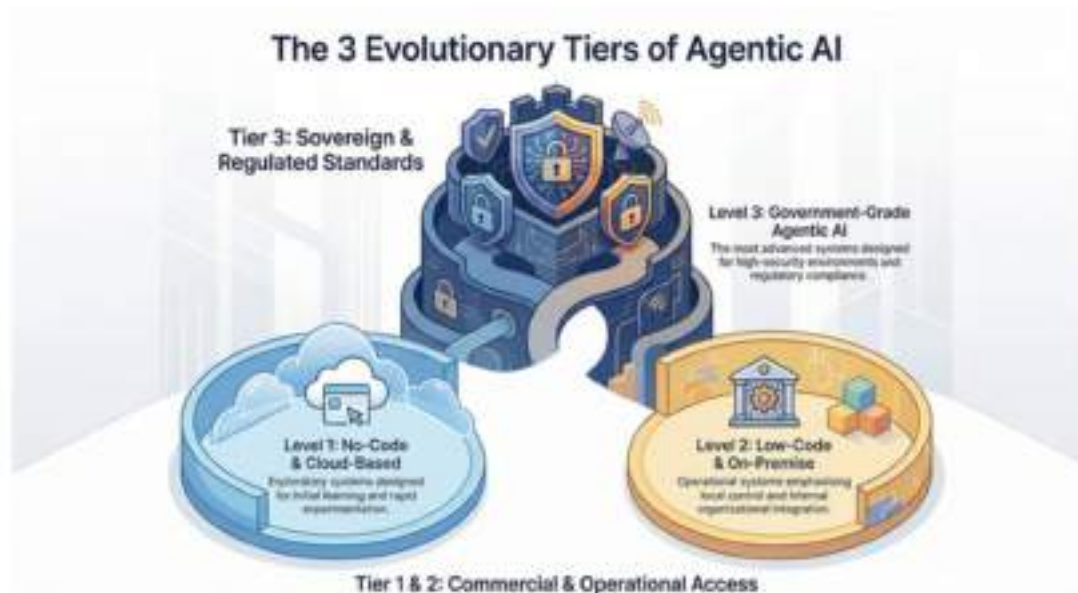 The 3 Evolutionary Tiers of Agentic AI
Tier 3: Sovereign &
Regulated Standards
Level 3: Government-Grade
Agentic AI
The most advanced systems designed
for high-security environments and
regulatory compliance
Level 1: No-Code
& Cloud-Based
Exploratory systems designed
for initial learning and rapid
experimentation.
Level 2: Low-Code
& On-Premise
Operational systems emphasising
local control and internal
organizational integration.
Tier 1 & 2: Commercial & Operational Access